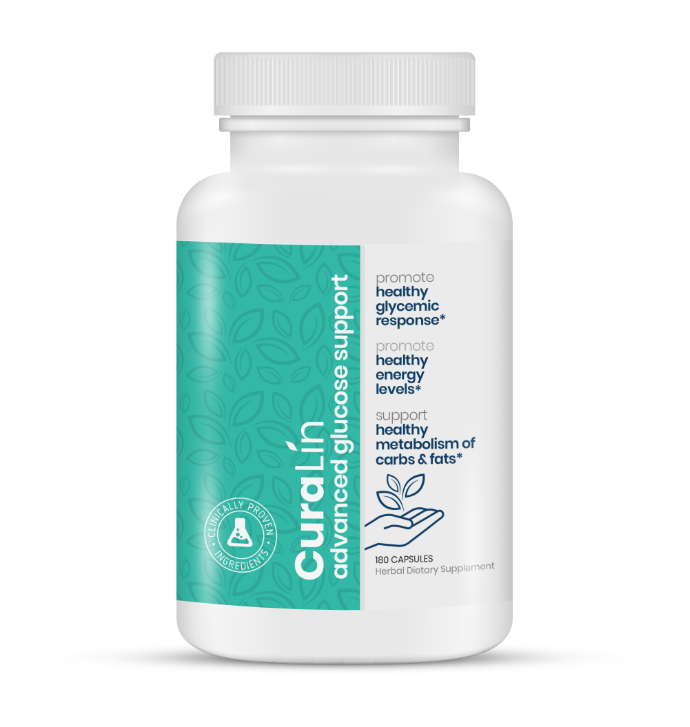 curaLin
advanced glucose support
CLINICALLY PROVEN
• INGREDIENTS •
promote
healthy
glycemic
response*
promote
healthy
energy
levels*
support
healthy
metabolism of
carbs & fats*
180 CAPSULES
Herbal Dietary Supplement